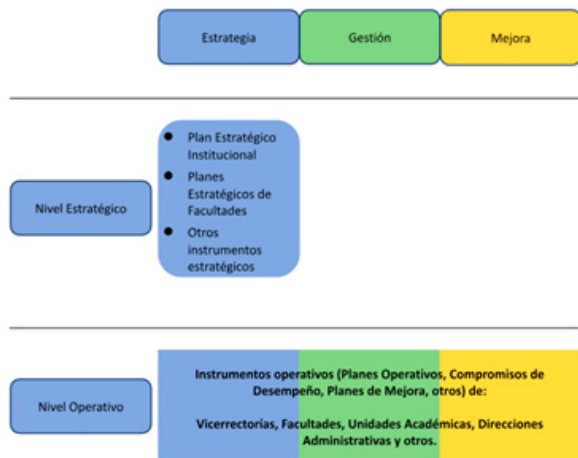 Estrategia
Gestión
Mejora
Nivel Estratégico
● Plan Estratégico
Institucional
● Planes
Estratégicos de
Facultades
● Otros
instrumentos
estratégicos
Nivel Operativo
Instrumentos operativos (Planes Operativos, Compromisos de
Desempeño, Planes de Mejora, otros) de:
Vicerrectorías, Facultades, Unidades Académicas, Direcciones
Administrativas y otros.